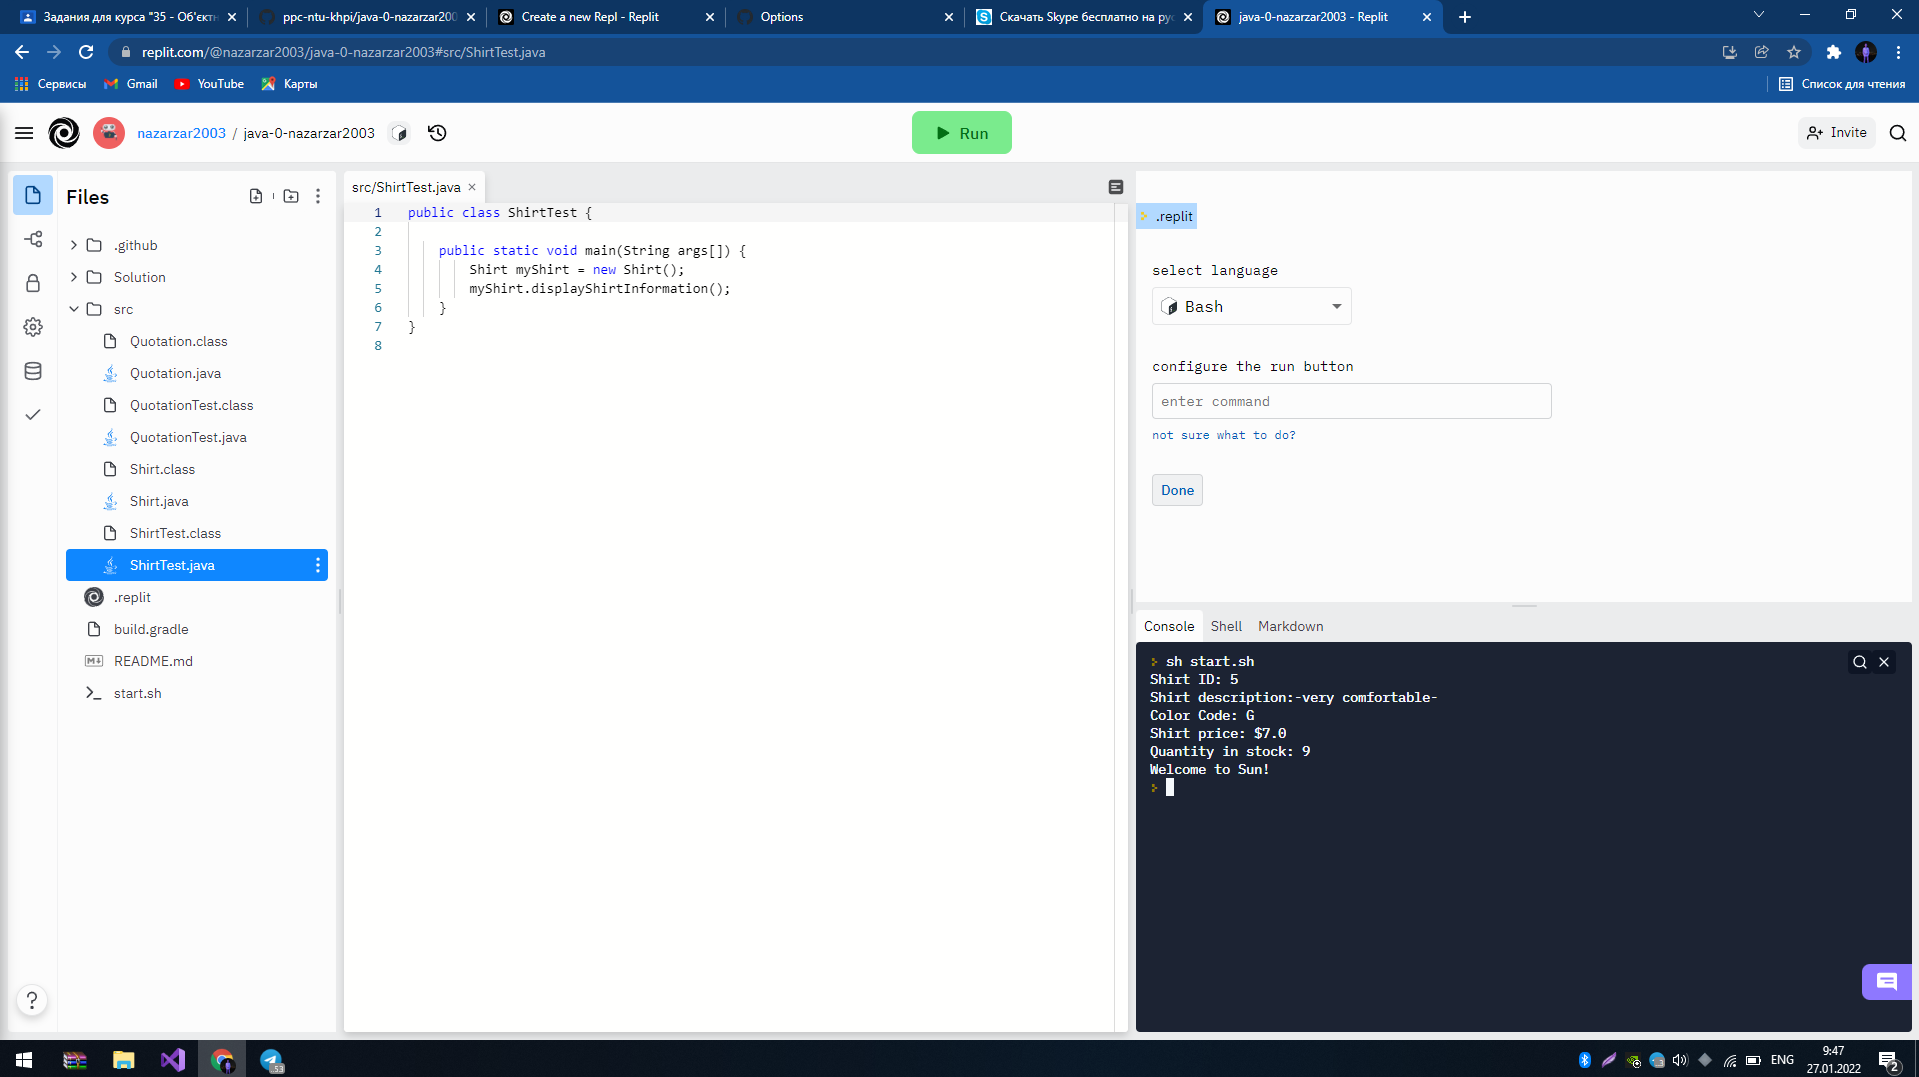 Задания для курса "35 - Об'єктн
ppc-ntu-khpi/java-0-nazarzar200
Create a new Repl - Replit
Options
Скачать Skype бесплатно на рус
java-0-nazarzar2003 - Replit
replit.com/@nazarzar2003/java-0-nazarzar2003#src/ShirtTest.java
Сервисы
Gmail
YouTube
Карты
Список для чтения
nazarzar2003 / java-0-nazarzar2003
Run
Invite
Files
.github
Solution
src
Quotation.class
Quotation.java
QuotationTest.class
QuotationTest.java
Shirt.class
Shirt.java
ShirtTest.class
ShirtTest.java
.replit
build.gradle
README.md
start.sh
?
src/ShirtTest.java
1 public class ShirtTest {
2
3 public static void main(String args[]) {
4 Shirt myShirt = new Shirt();
5 myShirt.displayShirtInformation();
6 }
7 }
8
.replit
select language
Bash
configure the run button
enter command
not sure what to do?
Done
Console Shell Markdown
sh start.sh
Shirt ID: 5
Shirt description:-very comfortable-
Color Code: G
Shirt price: $7.0
Quantity in stock: 9
Welcome to Sun!
53
ENG
9:47
27.01.2022
2